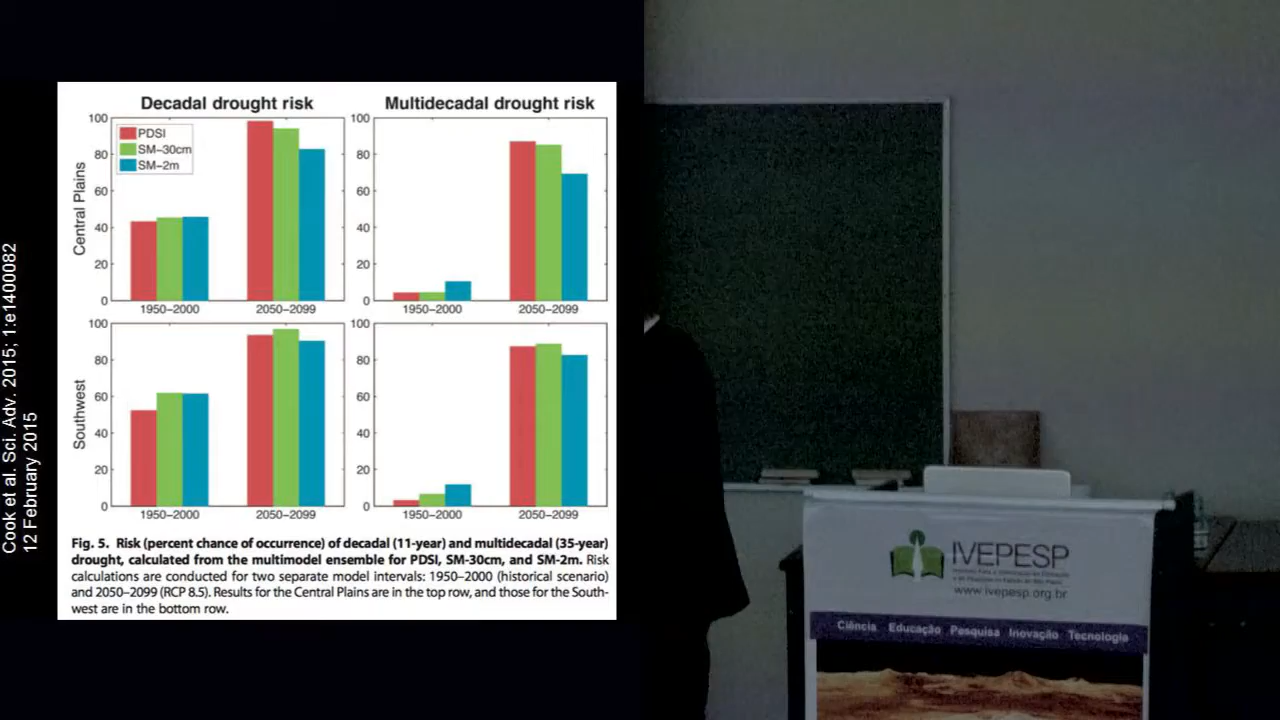 Cook et al. Sci. Adv. 2015; 1:e1400082
12 February 2015
Decadal drought risk
Multidecadal drought risk
Central Plains
100
80
60
40
20
0
PDSI
SM-30cm
SM-2m
1950-2000
2050-2099
100
80
60
40
20
0
1950-2000
2050-2099
Southwest
100
80
60
40
20
0
1950-2000
2050-2099
100
80
60
40
20
0
1950-2000
2050-2099
Fig. 5. Risk (percent chance of occurrence) of decadal (11-year) and multidecadal (35-year)
drought, calculated from the multimodel ensemble for PDSI, SM-30cm, and SM-2m. Risk
calculations are conducted for two separate model intervals: 1950–2000 (historical scenario)
and 2050–2099 (RCP 8.5). Results for the Central Plains are in the top row, and those for the South-
west are in the bottom row.
IVEPESP
www.ivepesp.org.br
Ciência Educação Pesquisa Inovação Tecnologia